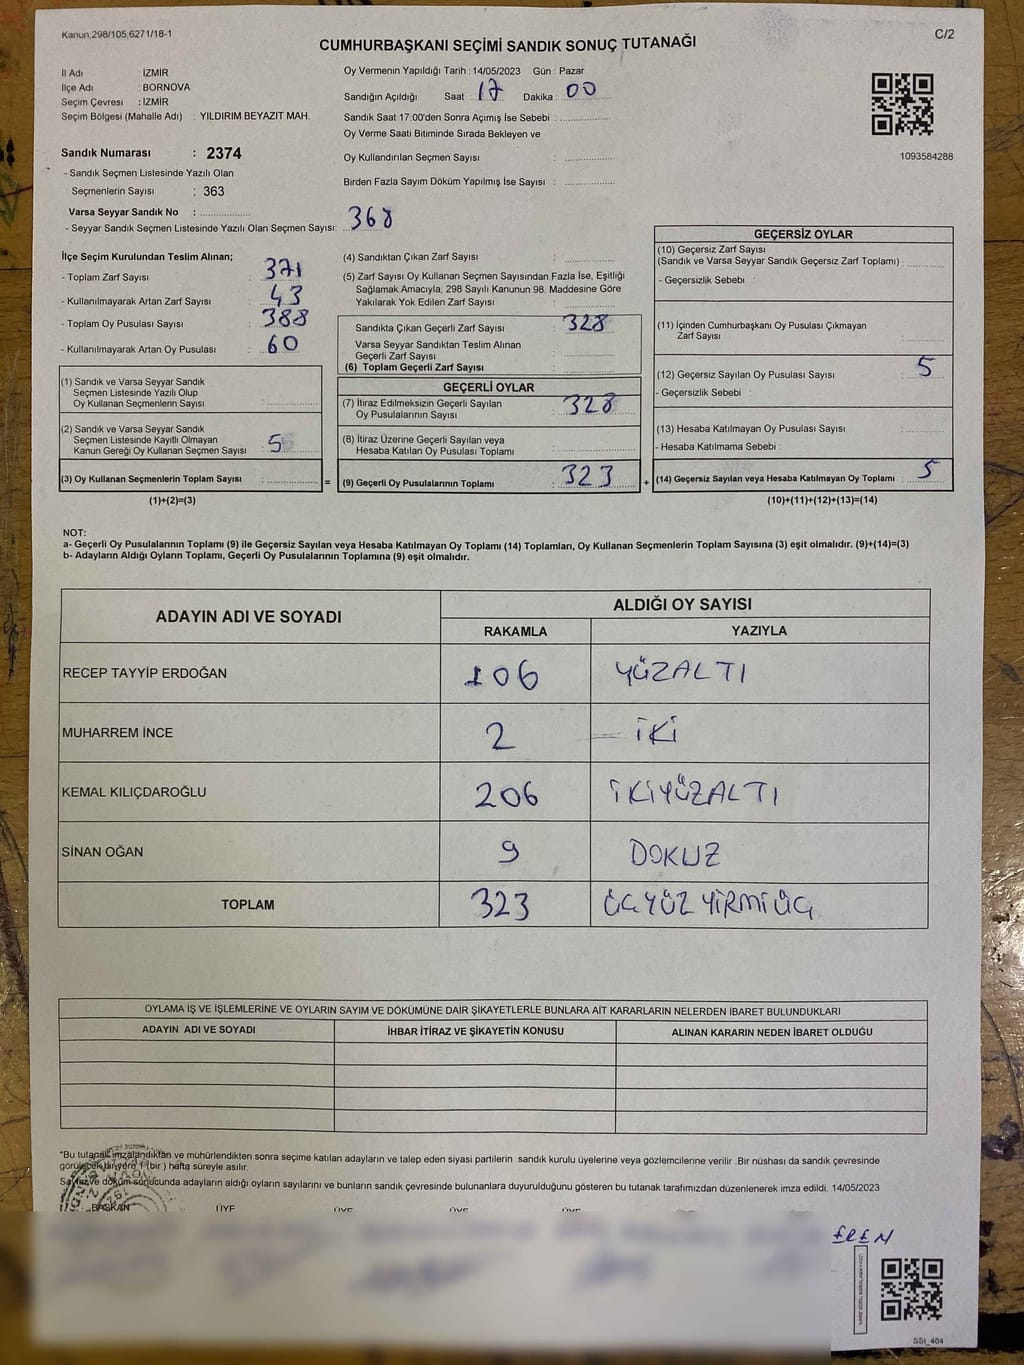 Kanun,298/105,6271/18-1
C/2
CUMHURBAŞKANI SEÇİMİ SANDIK SONUÇ TUTANAĞI
İl Adı : İZMİR
İlçe Adı : BORNOVA
Seçim Çevresi : İZMİR
Seçim Bölgesi (Mahalle Adı) : YILDIRIM BEYAZIT MAH.
Sandık Numarası : 2374
- Sandık Seçmen Listesinde Yazılı Olan
Seçmenlerin Sayısı : 363
Varsa Seyyar Sandık No :
- Seyyar Sandık Seçmen Listesinde Yazılı Olan Seçmen Sayısı: 368
Oy Vermenin Yapıldığı Tarih : 14/05/2023 Gün : Pazar
Sandığın Açıldığı Saat : 17 Dakika : 00
Sandık Saat 17:00'den Sonra Açımış İse Sebebi :
Oy Verme Saati Bitiminde Sırada Bekleyen ve
Oy Kullandırılan Seçmen Sayısı :
Birden Fazla Sayım Döküm Yapılmış İse Sayısı :
1093584288
İlçe Seçim Kurulundan Teslim Alınan;
- Toplam Zarf Sayısı : 371
- Kullanılmayarak Artan Zarf Sayısı : 43
- Toplam Oy Pusulası Sayısı : 388
- Kullanılmayarak Artan Oy Pusulası : 60
(1) Sandık ve Varsa Seyyar Sandık
Seçmen Listesinde Yazılı Olup
Oy Kullanan Seçmenlerin Sayısı :
(2) Sandık ve Varsa Seyyar Sandık
Seçmen Listesinde Kayıtlı Olmayan
Kanun Gereği Oy Kullanan Seçmen Sayısı : 5
(3) Oy Kullanan Seçmenlerin Toplam Sayısı :
(1)+(2)=(3)
=
(4) Sandıktan Çıkan Zarf Sayısı :
(5) Zarf Sayısı Oy Kullanan Seçmen Sayısından Fazla İse, Eşitliği
Sağlamak Amacıyla; 298 Sayılı Kanunun 98. Maddesine Göre
Yakılarak Yok Edilen Zarf Sayısı :
Sandıkta Çıkan Geçerli Zarf Sayısı : 328
Varsa Seyyar Sandıktan Teslim Alınan
Geçerli Zarf Sayısı :
(6) Toplam Geçerli Zarf Sayısı :
GEÇERLİ OYLAR
(7) İtiraz Edilmeksizin Geçerli Sayılan
Oy Pusulalarının Sayısı : 328
(8) İtiraz Üzerine Geçerli Sayılan veya
Hesaba Katılan Oy Pusulası Toplamı :
(9) Geçerli Oy Pusulalarının Toplamı : 323
+
GEÇERSİZ OYLAR
(10) Geçersiz Zarf Sayısı
(Sandık ve Varsa Seyyar Sandık Geçersiz Zarf Toplamı) :
- Geçersizlik Sebebi :
(11) İçinden Cumhurbaşkanı Oy Pusulası Çıkmayan
Zarf Sayısı :
(12) Geçersiz Sayılan Oy Pusulası Sayısı : 5
- Geçersizlik Sebebi :
(13) Hesaba Katılmayan Oy Pusulası Sayısı :
- Hesaba Katılmama Sebebi :
(14) Geçersiz Sayılan veya Hesaba Katılmayan Oy Toplamı : 5
(10)+(11)+(12)+(13)=(14)
NOT:
a- Geçerli Oy Pusulalarının Toplamı (9) ile Geçersiz Sayılan veya Hesaba Katılmayan Oy Toplamı (14) Toplamları, Oy Kullanan Seçmenlerin Toplam Sayısına (3) eşit olmalıdır. (9)+(14)=(3)
b- Adayların Aldığı Oyların Toplamı, Geçerli Oy Pusulalarının Toplamına (9) eşit olmalıdır.
ADAYIN ADI VE SOYADI
ALDIĞI OY SAYISI
RAKAMLA YAZIYLA
RECEP TAYYİP ERDOĞAN 106 YÜZALTI
MUHARREM İNCE 2 İKİ
KEMAL KILIÇDAROĞLU 206 İKİYÜZALTI
SİNAN OĞAN 9 DOKUZ
TOPLAM 323 ÜÇYÜZ YİRMİ ÜÇ
OYLAMA İŞ VE İŞLEMLERİNE VE OYLARIN SAYIM VE DÖKÜMÜNE DAİR ŞİKAYETLERLE BUNLARA AİT KARARLARIN NELERDEN İBARET BULUNDUKLARI
ADAYIN ADI VE SOYADI İHBAR İTİRAZ VE ŞİKAYETİN KONUSU ALINAN KARARIN NEDEN İBARET OLDUĞU
*Bu tutanak imzalandıktan ve mühürlendikten sonra seçime katılan adayların ve talep eden siyasi partilerin sandık kurulu üyelerine veya gözlemcilerine verilir .Bir nüshası da sandık çevresinde
görülebilecek bir yere 1 (bir) hafta süreyle asılır.
Sayım ve döküm sonucunda adayların aldığı oyların sayılarını ve bunların sandık çevresinde bulunanlara duyurulduğunu gösteren bu tutanak tarafımızdan düzenlenerek imza edildi. 14/05/2023
BAŞKAN ÜYE ÜYE ÜYE ÜYE ÜYE
EREN
SSI_404